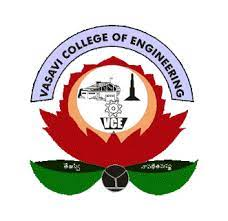 VASAVI COLLEGE OF ENGINEERING
VCE